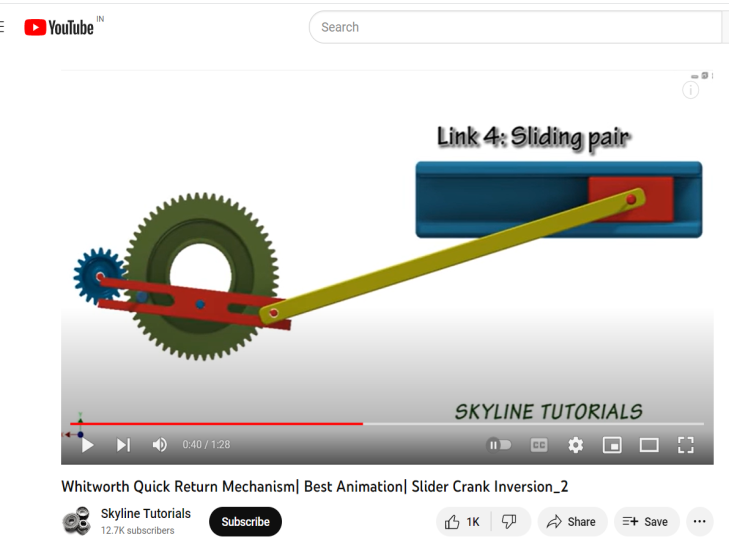 YouTube IN
Search
Link 4: Sliding pair
SKYLINE TUTORIALS
0:40 / 1:28
CC
Whitworth Quick Return Mechanism| Best Animation| Slider Crank Inversion_2
Skyline Tutorials
12.7K subscribers
Subscribe
1K
Share
Save